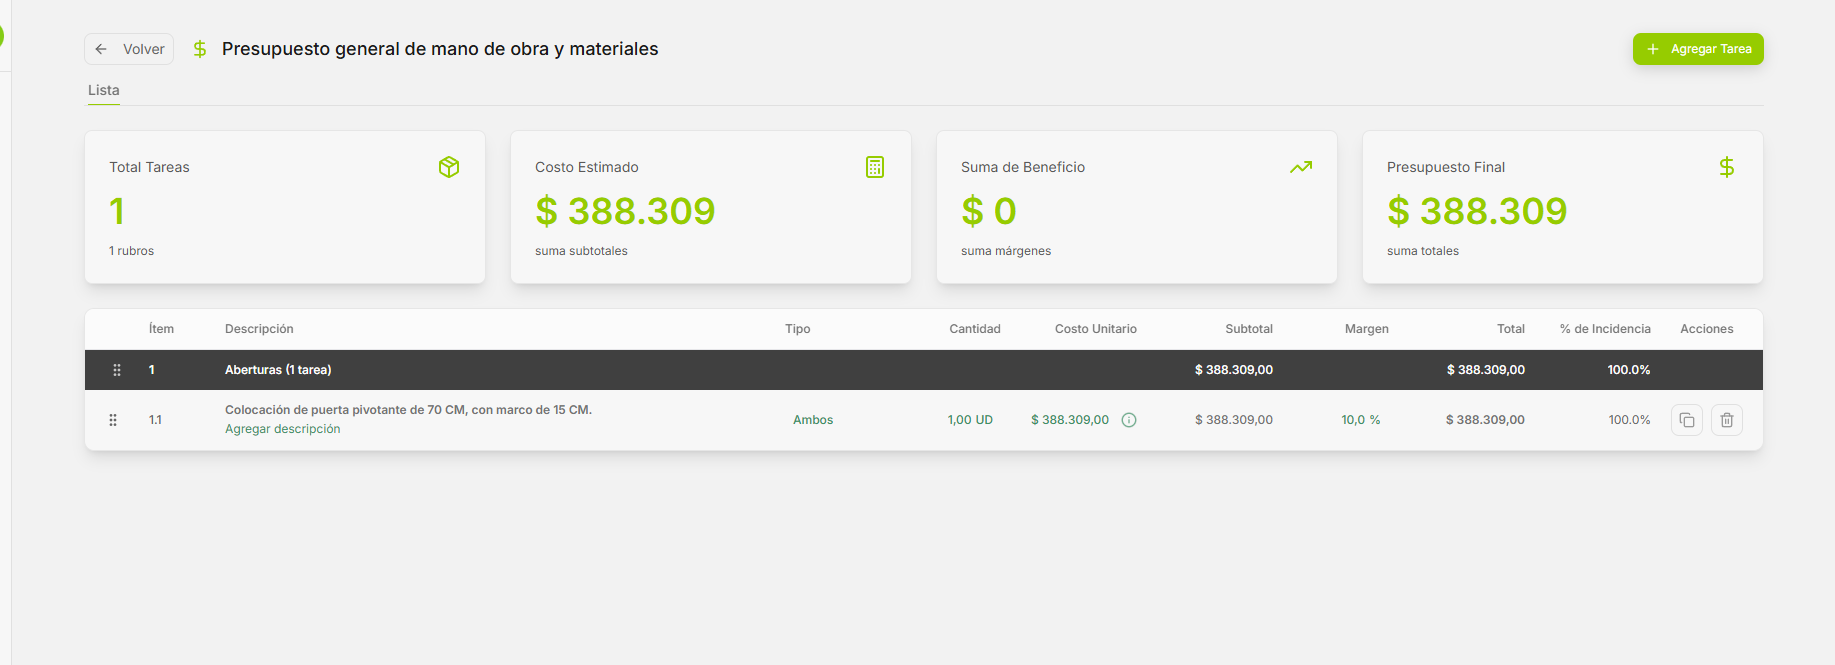 Volver
Presupuesto general de mano de obra y materiales
Agregar Tarea
Lista
Total Tareas
1
1 rubros
Costo Estimado
$ 388.309
suma subtotales
Suma de Beneficio
$ 0
suma márgenes
Presupuesto Final
$ 388.309
suma totales
Ítem Descripción Tipo Cantidad Costo Unitario Subtotal Margen Total % de Incidencia Acciones
1 Aberturas (1 tarea) $ 388.309,00 $ 388.309,00 100.0%
1.1 Colocación de puerta pivotante de 70 CM, con marco de 15 CM. Ambos 1,00 UD $ 388.309,00 $ 388.309,00 10,0 % $ 388.309,00 100.0%
Agregar descripción